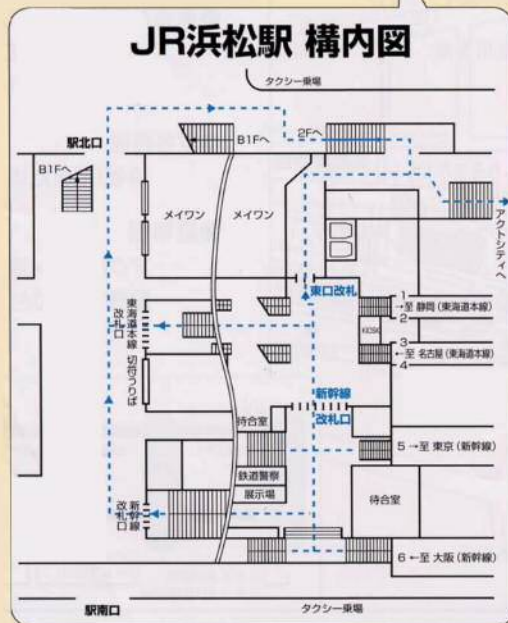 JR浜松駅 構内図
タクシー乗場
駅北口
B1Fへ
B1Fへ
2Fへ
メイワン
メイワン
アクトシティへ
東口改札
東海道本線
改札口
切符うりば
1
→至 静岡（東海道本線）
2
KIOSK
3
←至 名古屋（東海道本線）
4
新幹線
改札口
待合室
5 →至 東京（新幹線）
鉄道警察
展示場
待合室
新幹線
改札口
6 ←至 大阪（新幹線）
駅南口
タクシー乗場